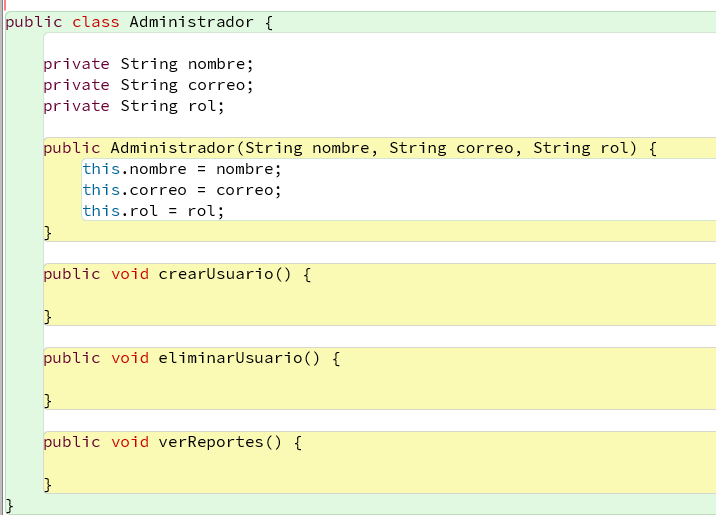 public class Administrador {
private String nombre;
private String correo;
private String rol;
public Administrador(String nombre, String correo, String rol) {
this.nombre = nombre;
this.correo = correo;
this.rol = rol;
}
public void crearUsuario() {
}
public void eliminarUsuario() {
}
public void verReportes() {
}
}